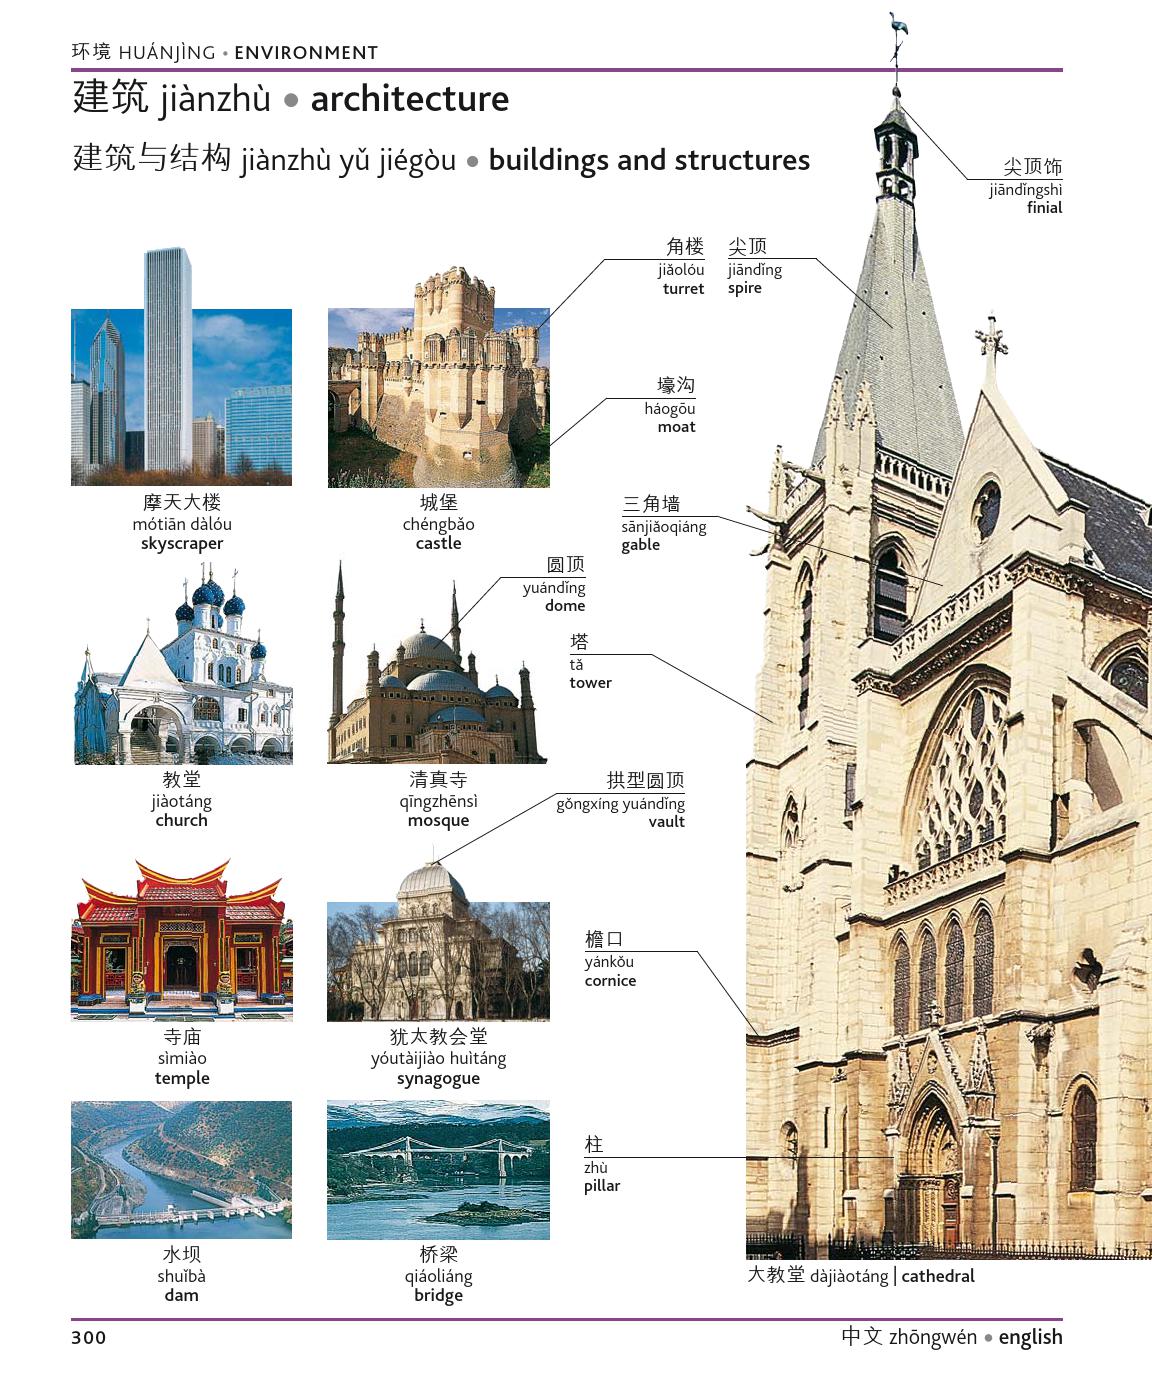 环境 HUÁNJÌNG • ENVIRONMENT
建筑 jiànzhù • architecture
建筑与结构 jiànzhù yǔ jiégòu • buildings and structures
尖顶饰
jiāndǐngshì
finial
角楼
jiǎolóu
turret
尖顶
jiāndǐng
spire
壕沟
háogōu
moat
三角墙
sānjiǎoqiáng
gable
摩天大楼
mótiān dàlóu
skyscraper
城堡
chéngbǎo
castle
圆顶
yuándǐng
dome
塔
tǎ
tower
教堂
jiàotáng
church
清真寺
qīngzhēnsì
mosque
拱型圆顶
gǒngxíng yuándǐng
vault
檐口
yánkǒu
cornice
寺庙
sìmiào
temple
犹太教会堂
yóutàijiào huìtáng
synagogue
柱
zhù
pillar
水坝
shuǐbà
dam
桥梁
qiáoliáng
bridge
大教堂 dàjiàotáng | cathedral
300
中文 zhōngwén • english